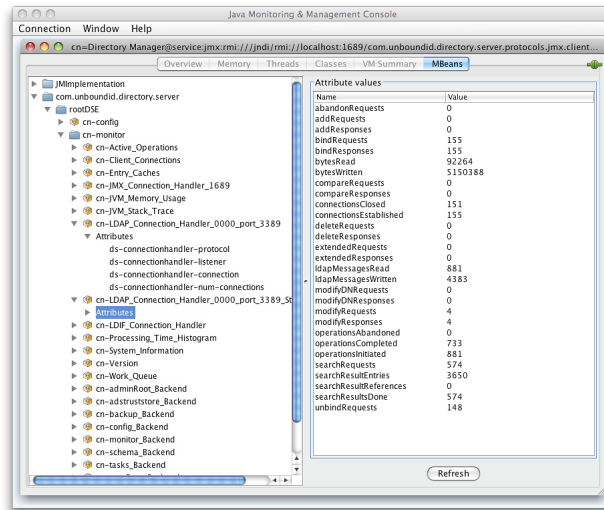 Java Monitoring & Management Console
Connection Window Help
cn=Directory Manager@service:jmx:rmi:///jndi/rmi://localhost:1689/com.unboundid.directory.server.protocols.jmx.client...
Overview Memory Threads Classes VM Summary MBeans
JMImplementation
com.unboundid.directory.server
rootDSE
cn-config
cn-monitor
cn-Active_Operations
cn-Client_Connections
cn-Entry_Caches
cn-JMX_Connection_Handler_1689
cn-JVM_Memory_Usage
cn-JVM_Stack_Trace
cn-LDAP_Connection_Handler_0000_port_3389
Attributes
ds-connectionhandler-protocol
ds-connectionhandler-listener
ds-connectionhandler-connection
ds-connectionhandler-num-connections
cn-LDAP_Connection_Handler_0000_port_3389_St
Attributes
cn-LDIF_Connection_Handler
cn-Processing_Time_Histogram
cn-System_Information
cn-Version
cn-Work_Queue
cn-adminRoot_Backend
cn-adstruststore_Backend
cn-backup_Backend
cn-config_Backend
cn-monitor_Backend
cn-schema_Backend
cn-tasks_Backend
Attribute values
Name Value
abandonRequests 0
addRequests 0
addResponses 0
bindRequests 155
bindResponses 155
bytesRead 92264
bytesWritten 5150388
compareRequests 0
compareResponses 0
connectionsClosed 151
connectionsEstablished 155
deleteRequests 0
deleteResponses 0
extendedRequests 0
extendedResponses 0
ldapMessagesRead 881
ldapMessagesWritten 4383
modifyDNRequests 0
modifyDNResponses 0
modifyRequests 4
modifyResponses 4
operationsAbandoned 0
operationsCompleted 733
operationsInitiated 881
searchRequests 574
searchResultEntries 3650
searchResultReferences 0
searchResultsDone 574
unbindRequests 148
Refresh